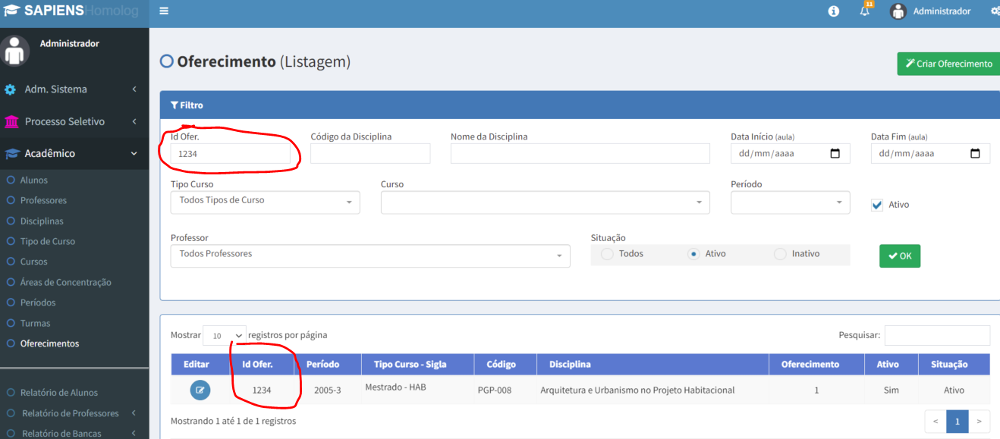 SAPIENSHomolog
11
Administrador
Administrador
Adm. Sistema
Processo Seletivo
Acadêmico
Alunos
Professores
Disciplinas
Tipo de Curso
Cursos
Áreas de Concentração
Períodos
Turmas
Oferecimentos
Relatório de Alunos
Relatório de Professores
Relatório de Bancas
Oferecimento (Listagem)
Criar Oferecimento
Filtro
Id Ofer. Código da Disciplina Nome da Disciplina Data Início (aula) Data Fim (aula)
1234 dd/mm/aaaa dd/mm/aaaa
Tipo Curso Curso Período
Todos Tipos de Curso Ativo
Professor Situação
Todos Professores Todos Ativo Inativo OK
Mostrar 10 registros por página Pesquisar:
Editar Id Ofer. Período Tipo Curso - Sigla Código Disciplina Oferecimento Ativo Situação
1234 2005-3 Mestrado - HAB PGP-008 Arquitetura e Urbanismo no Projeto Habitacional 1 Sim Ativo
Mostrando 1 até 1 de 1 registros < 1 >